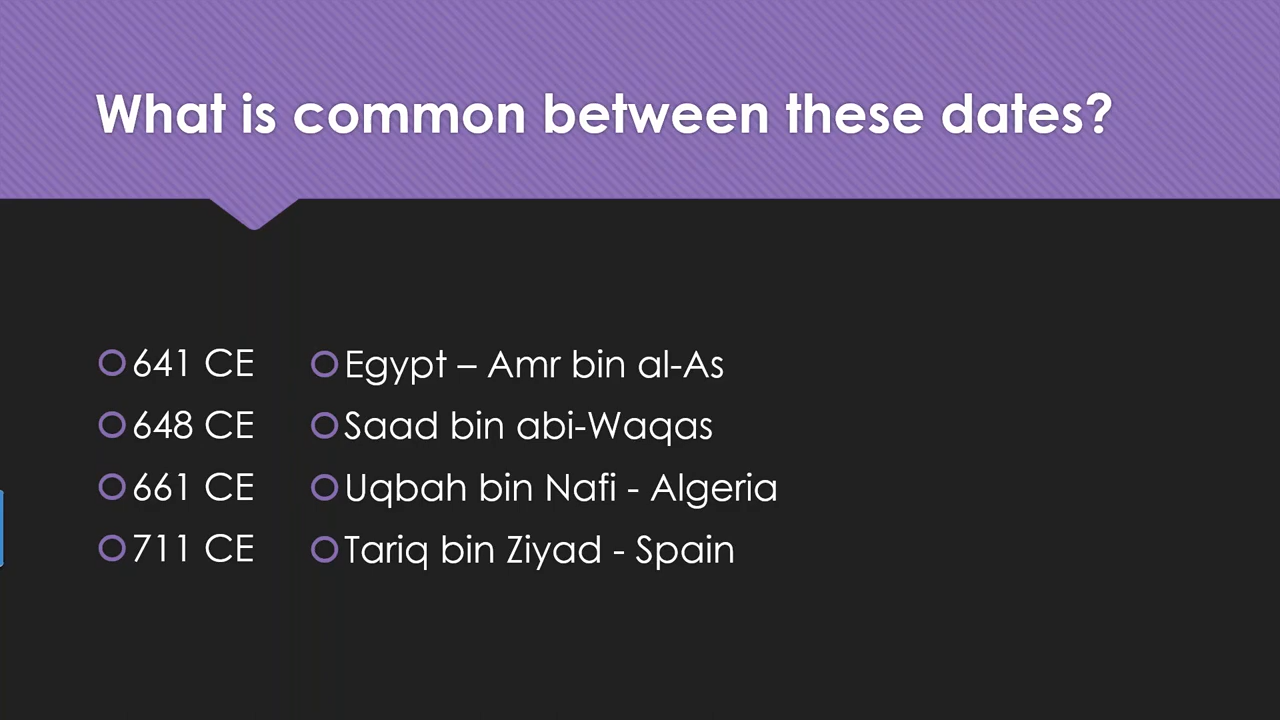 What is common between these dates?
641 CE
648 CE
661 CE
711 CE
Egypt – Amr bin al-As
Saad bin abi-Waqas
Uqbah bin Nafi - Algeria
Tariq bin Ziyad - Spain